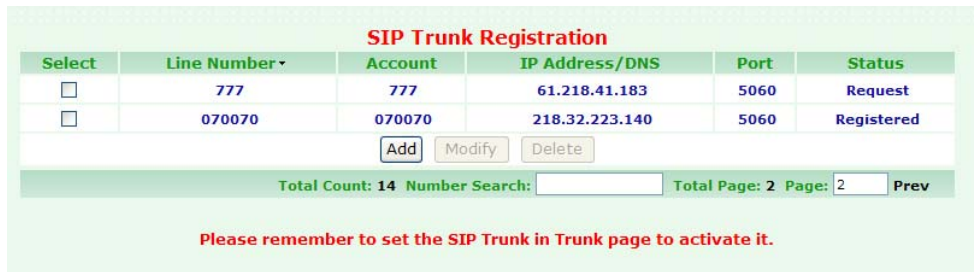 SIP Trunk Registration
Select Line Number Account IP Address/DNS Port Status
777 777 61.218.41.183 5060 Request
070070 070070 218.32.223.140 5060 Registered
Add Modify Delete
Total Count: 14 Number Search: Total Page: 2 Page: 2 Prev
Please remember to set the SIP Trunk in Trunk page to activate it.